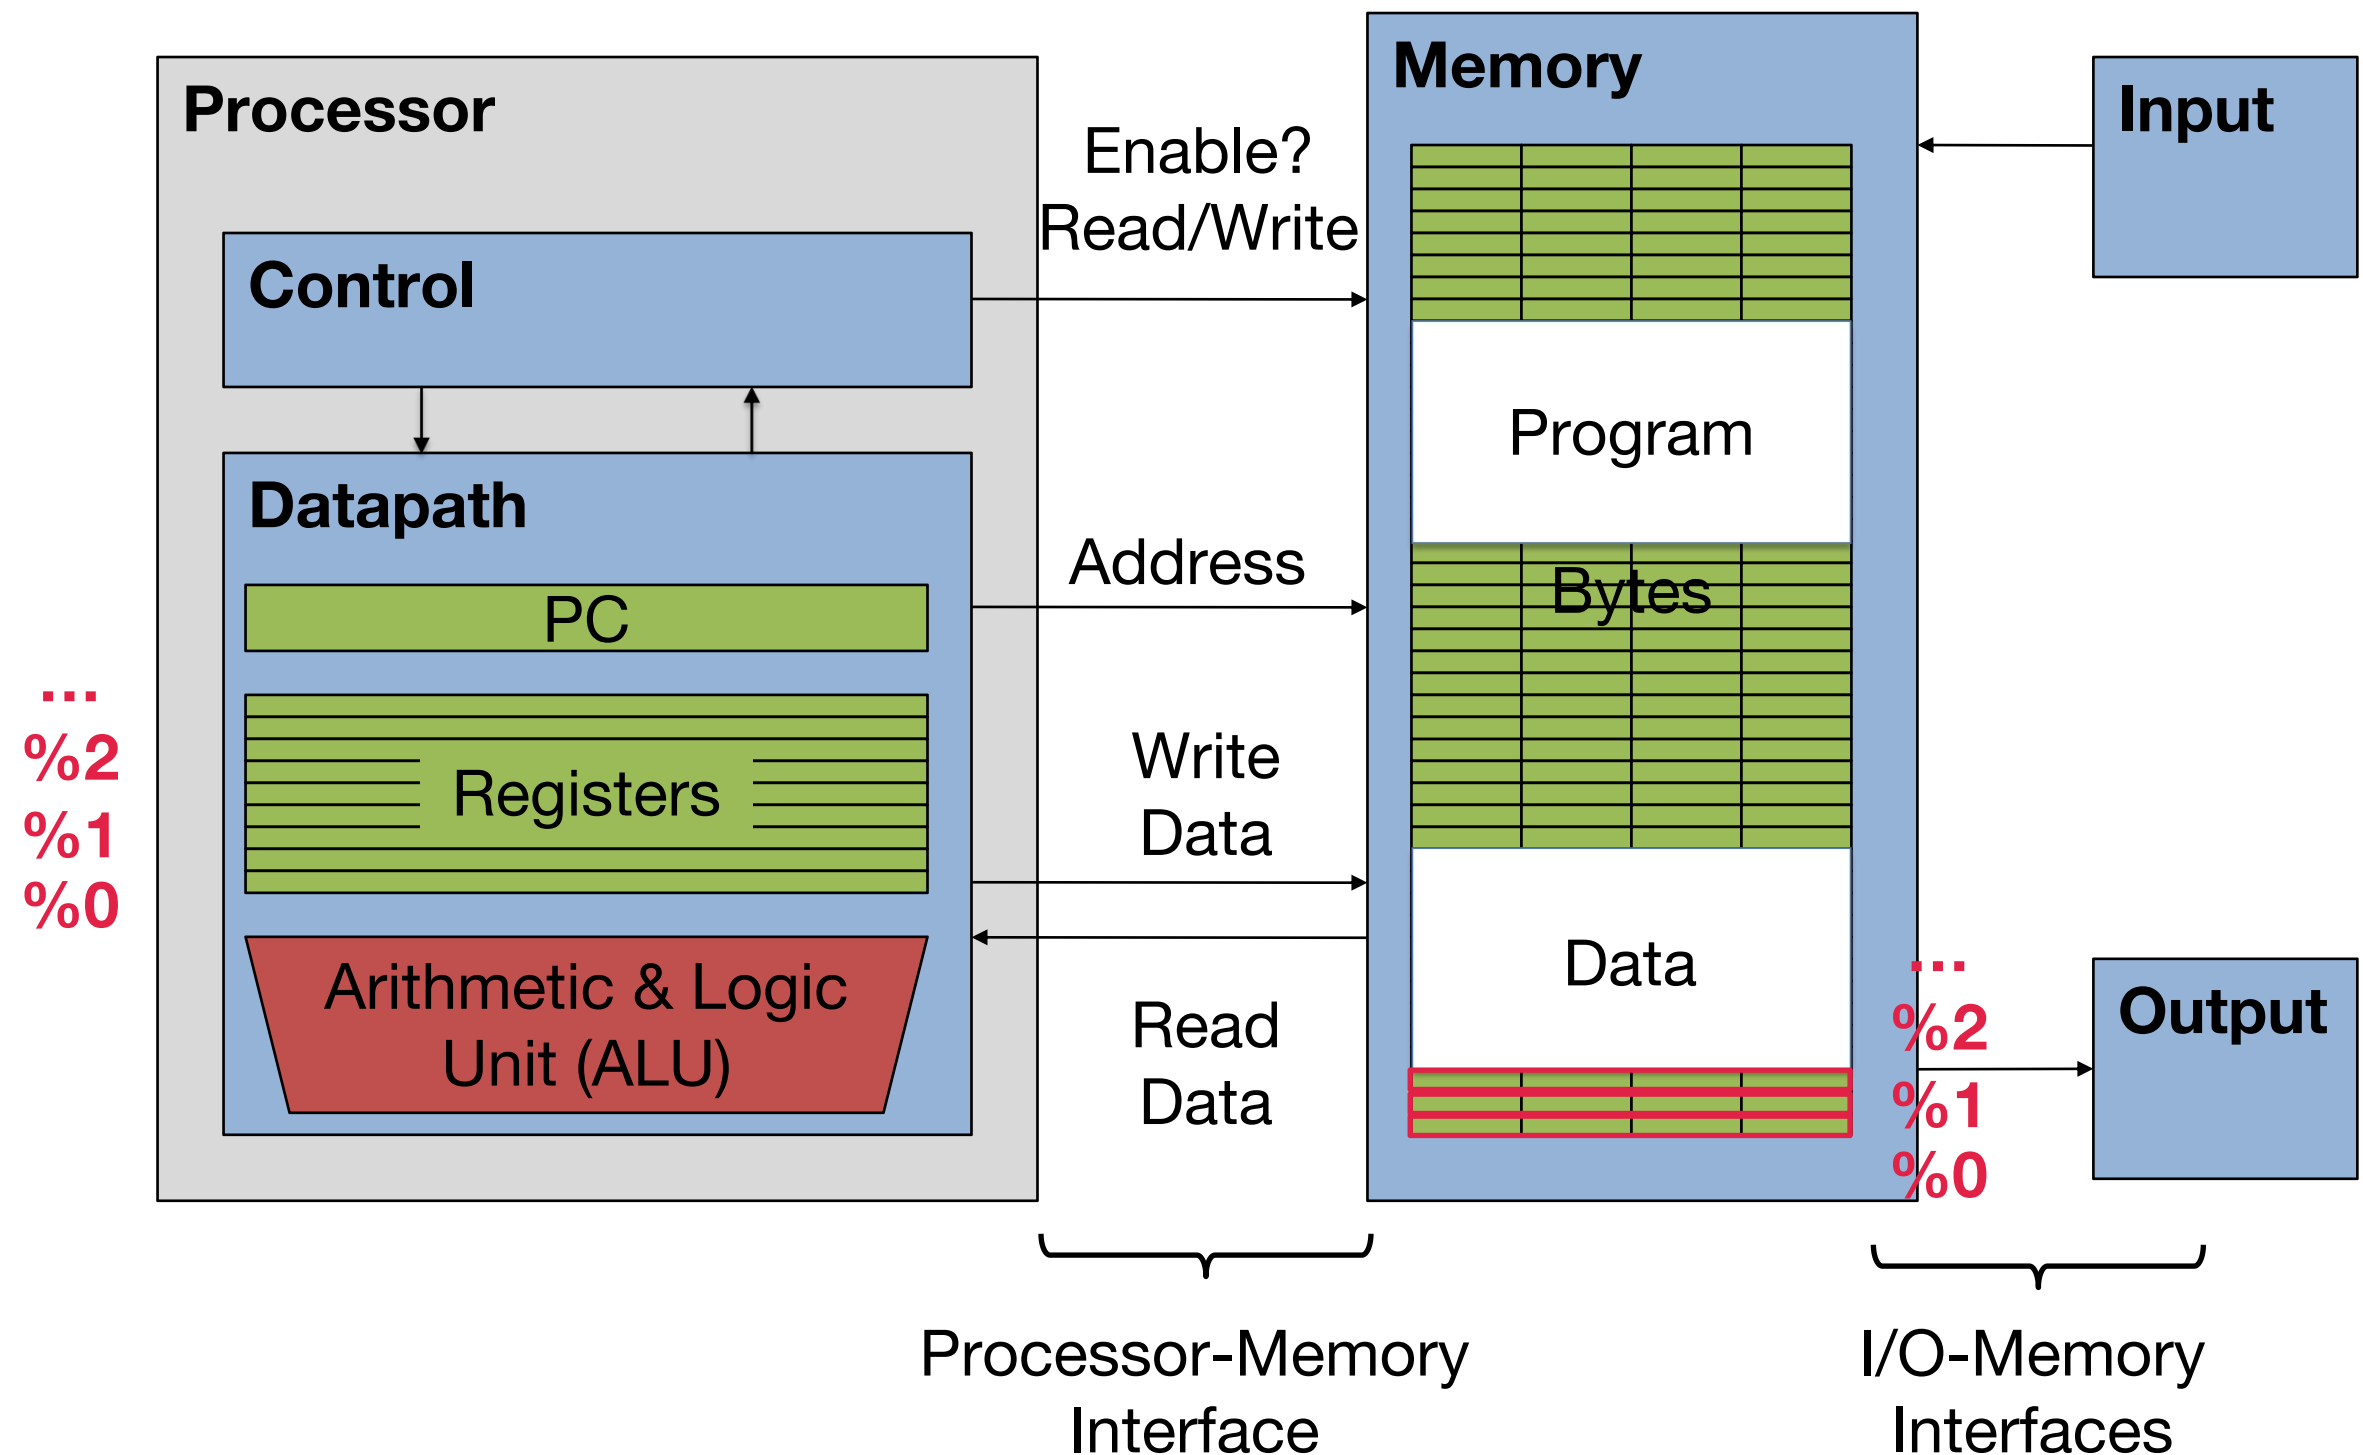 Processor
Control
Datapath
PC
...
%2
%1
%0
Registers
Arithmetic & Logic
Unit (ALU)
Enable?
Read/Write
Address
Write
Data
Read
Data
Memory
Program
Bytes
Data
...
%2
%1
%0
Input
Output
Processor-Memory
Interface
I/O-Memory
Interfaces